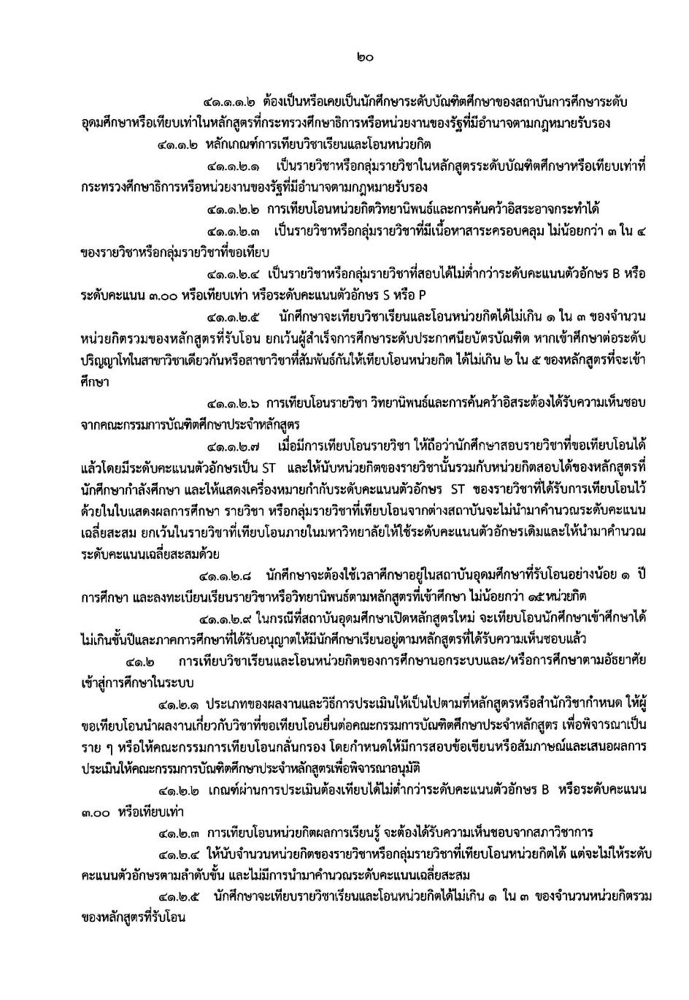 ๒๐
๔๑.๑.๑.๒ ต้องเป็นหรือเคยเป็นนักศึกษาระดับบัณฑิตศึกษาของสถาบันการศึกษาระดับ
อุดมศึกษาหรือเทียบเท่าในหลักสูตรที่กระทรวงศึกษาธิการหรือหน่วยงานของรัฐที่มีอำนาจตามกฎหมายรับรอง
๔๑.๑.๒ หลักเกณฑ์การเทียบวิชาเรียนและโอนหน่วยกิต
๔๑.๑.๒.๑ เป็นรายวิชาหรือกลุ่มรายวิชาในหลักสูตรระดับบัณฑิตศึกษาหรือเทียบเท่าที่
กระทรวงศึกษาธิการหรือหน่วยงานของรัฐที่มีอำนาจตามกฎหมายรับรอง
๔๑.๑.๒.๒ การเทียบโอนหน่วยกิตวิทยานิพนธ์และการค้นคว้าอิสระอาจกระทำได้
๔๑.๑.๒.๓ เป็นรายวิชาหรือกลุ่มรายวิชาที่มีเนื้อหาสาระครอบคลุม ไม่น้อยกว่า ๓ ใน ๔
ของรายวิชาหรือกลุ่มรายวิชาที่ขอเทียบ
๔๑.๑.๒.๔ เป็นรายวิชาหรือกลุ่มรายวิชาที่สอบได้ไม่ต่ำกว่าระดับคะแนนตัวอักษร B หรือ
ระดับคะแนน ๓.๐๐ หรือเทียบเท่า หรือระดับคะแนนตัวอักษร S หรือ P
๔๑.๑.๒.๕ นักศึกษาจะเทียบวิชาเรียนและโอนหน่วยกิตได้ไม่เกิน ๑ ใน ๓ ของจำนวน
หน่วยกิตรวมของหลักสูตรที่รับโอน ยกเว้นผู้สำเร็จการศึกษาระดับประกาศนียบัตรบัณฑิต หากเข้าศึกษาต่อระดับ
ปริญญาโทในสาขาวิชาเดียวกันหรือสาขาวิชาที่สัมพันธ์กันให้เทียบโอนหน่วยกิต ได้ไม่เกิน ๒ ใน ๕ ของหลักสูตรที่จะเข้า
ศึกษา
๔๑.๑.๒.๖ การเทียบโอนรายวิชา วิทยานิพนธ์และการค้นคว้าอิสระต้องได้รับความเห็นชอบ
จากคณะกรรมการบัณฑิตศึกษาประจำหลักสูตร
๔๑.๑.๒.๗ เมื่อมีการเทียบโอนรายวิชา ให้ถือว่านักศึกษาสอบรายวิชาที่ขอเทียบโอนได้
แล้วโดยมีระดับคะแนนตัวอักษรเป็น ST และให้นับหน่วยกิตของรายวิชานั้นรวมกับหน่วยกิตสอบได้ของหลักสูตรที่
นักศึกษากำลังศึกษา และให้แสดงเครื่องหมายกำกับระดับคะแนนตัวอักษร ST ของรายวิชาที่ได้รับการเทียบโอนไว้
ด้วยในใบแสดงผลการศึกษา รายวิชา หรือกลุ่มรายวิชาที่เทียบโอนจากต่างสถาบันจะไม่นำมาคำนวณระดับคะแนน
เฉลี่ยสะสม ยกเว้นในรายวิชาที่เทียบโอนภายในมหาวิทยาลัยให้ใช้ระดับคะแนนตัวอักษรเดิมและให้นำมาคำนวณ
ระดับคะแนนเฉลี่ยสะสมด้วย
๔๑.๑.๒.๘ นักศึกษาจะต้องใช้เวลาศึกษาอยู่ในสถาบันอุดมศึกษาที่รับโอนอย่างน้อย ๑ ปี
การศึกษา และลงทะเบียนเรียนรายวิชาหรือวิทยานิพนธ์ตามหลักสูตรที่เข้าศึกษา ไม่น้อยกว่า ๑๕หน่วยกิต
๔๑.๑.๒.๙ ในกรณีที่สถาบันอุดมศึกษาเปิดหลักสูตรใหม่ จะเทียบโอนนักศึกษาเข้าศึกษาได้
ไม่เกินชั้นปีและภาคการศึกษาที่ได้รับอนุญาตให้มีนักศึกษาเรียนอยู่ตามหลักสูตรที่ได้รับความเห็นชอบแล้ว
๔๑.๒ การเทียบวิชาเรียนและโอนหน่วยกิตของการศึกษานอกระบบและ/หรือการศึกษาตามอัธยาศัย
เข้าสู่การศึกษาในระบบ
๔๑.๒.๑ ประเภทของผลงานและวิธีการประเมินให้เป็นไปตามที่หลักสูตรหรือสำนักวิชากำหนด ให้ผู้
ขอเทียบโอนนำผลงานเกี่ยวกับวิชาที่ขอเทียบโอนยื่นต่อคณะกรรมการบัณฑิตศึกษาประจำหลักสูตร เพื่อพิจารณาเป็น
ราย ๆ หรือให้คณะกรรมการเทียบโอนกลั่นกรอง โดยกำหนดให้มีการสอบข้อเขียนหรือสัมภาษณ์และเสนอผลการ
ประเมินให้คณะกรรมการบัณฑิตศึกษาประจำหลักสูตรเพื่อพิจารณาอนุมัติ
๔๑.๒.๒ เกณฑ์ผ่านการประเมินต้องเทียบได้ไม่ต่ำกว่าระดับคะแนนตัวอักษร B หรือระดับคะแนน
๓.๐๐ หรือเทียบเท่า
๔๑.๒.๓ การเทียบโอนหน่วยกิตผลการเรียนรู้ จะต้องได้รับความเห็นชอบจากสภาวิชาการ
๔๑.๒.๔ ให้นับจำนวนหน่วยกิตของรายวิชาหรือกลุ่มรายวิชาที่เทียบโอนหน่วยกิตได้ แต่จะไม่ให้ระดับ
คะแนนตัวอักษรตามลำดับขั้น และไม่มีการนำมาคำนวณระดับคะแนนเฉลี่ยสะสม
๔๑.๒.๕ นักศึกษาจะเทียบรายวิชาเรียนและโอนหน่วยกิตได้ไม่เกิน ๑ ใน ๓ ของจำนวนหน่วยกิตรวม
ของหลักสูตรที่รับโอน